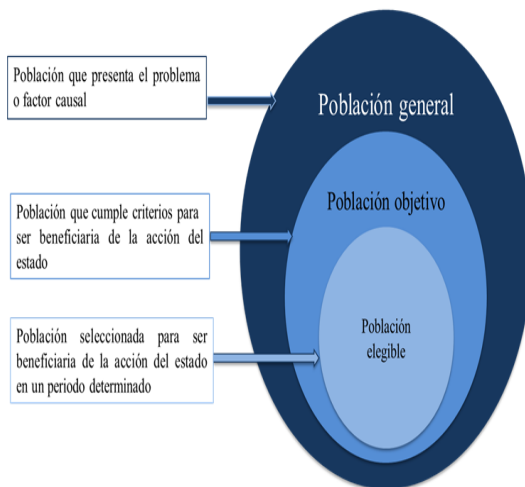 Población que presenta el problema
o factor causal
Población general
Población que cumple criterios para
ser beneficiaria de la acción del
estado
Población objetivo
Población seleccionada para ser
beneficiaria de la acción del estado
en un periodo determinado
Población
elegible